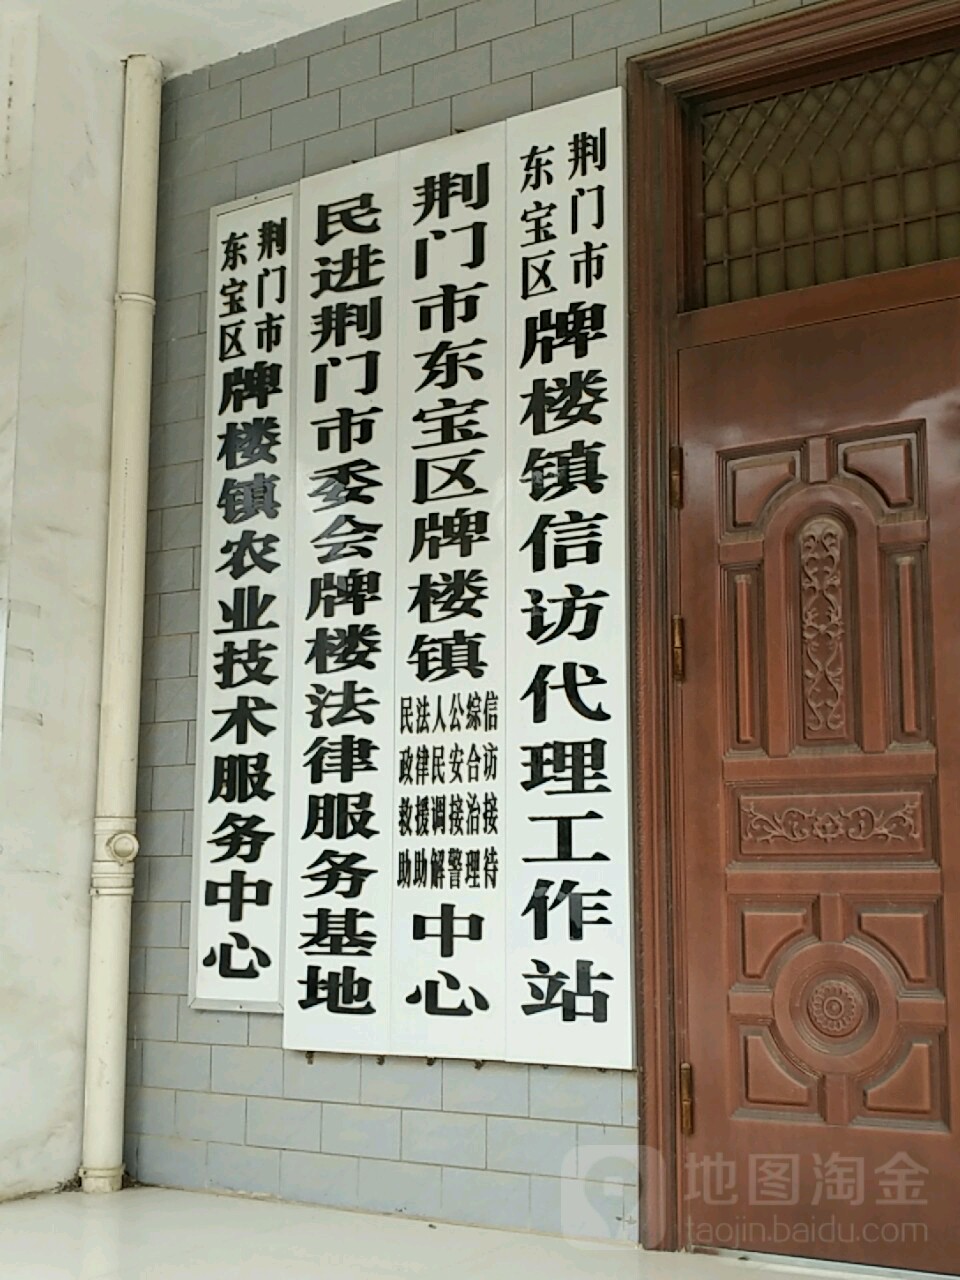 荆门市
东宝区
牌楼镇信访代理工作站
荆门市东宝区牌楼镇
信访接待
综合治理
公安接警
人民调解
法律援助
民政救助
中心
民进荆门市委会牌楼法律服务基地
荆门市
东宝区
牌楼镇农业技术服务中心
地图淘金
taojin.baidu.com